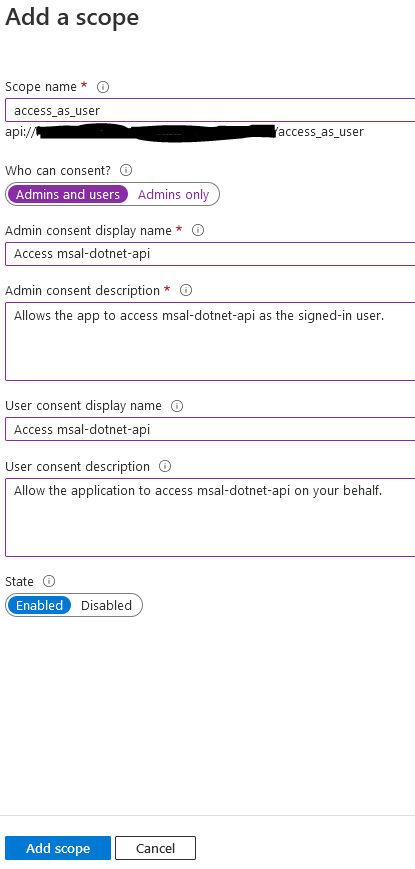 Add a scope
Scope name *
access_as_user
api:// /access_as_user
Who can consent?
Admins and users Admins only
Admin consent display name *
Access msal-dotnet-api
Admin consent description *
Allows the app to access msal-dotnet-api as the signed-in user.
User consent display name
Access msal-dotnet-api
User consent description
Allow the application to access msal-dotnet-api on your behalf.
State
Enabled Disabled
Add scope Cancel